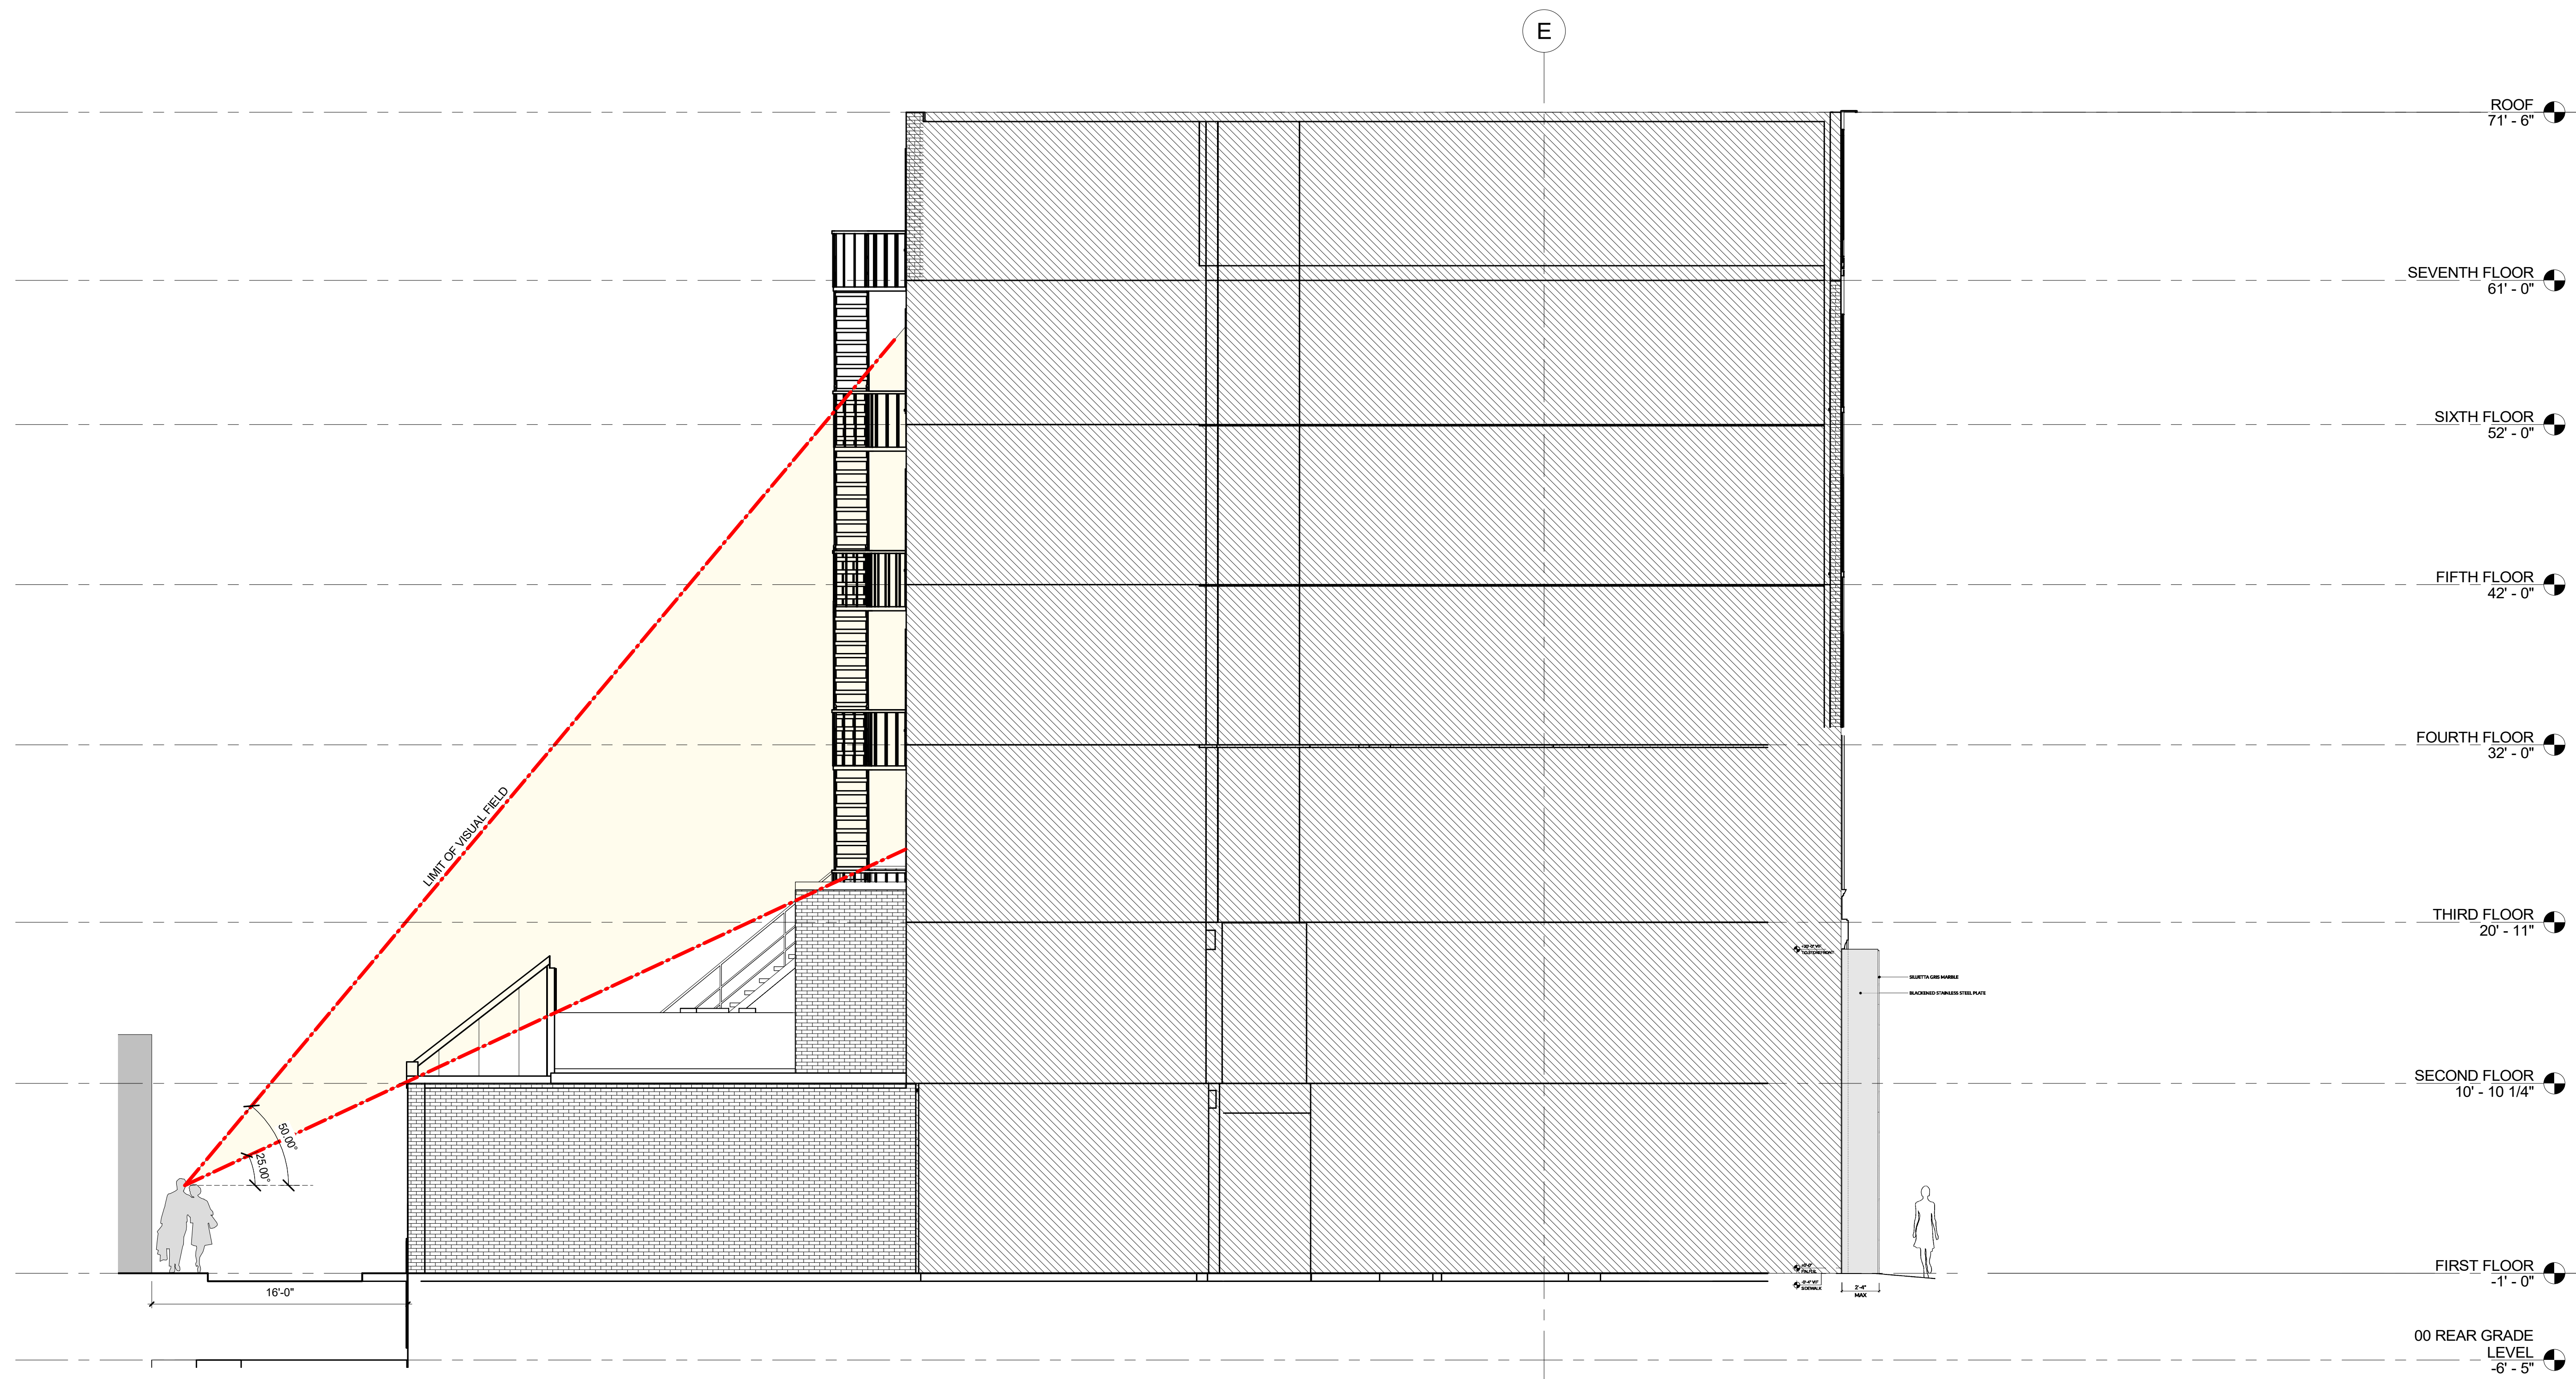 E
ROOF
71' - 6"
SEVENTH FLOOR
61' - 0"
SIXTH FLOOR
52' - 0"
FIFTH FLOOR
42' - 0"
FOURTH FLOOR
32' - 0"
LIMIT OF VISUAL FIELD
THIRD FLOOR
20' - 11"
SILUETTA GRIS MARBLE
BLACKENED STAINLESS STEEL PLATE
SECOND FLOOR
10' - 10 1/4"
50.00°
25.00°
FIRST FLOOR
-1' - 0"
SIDEWALK
2'-4"
MAX
16'-0"
00 REAR GRADE
LEVEL
-6' - 5"